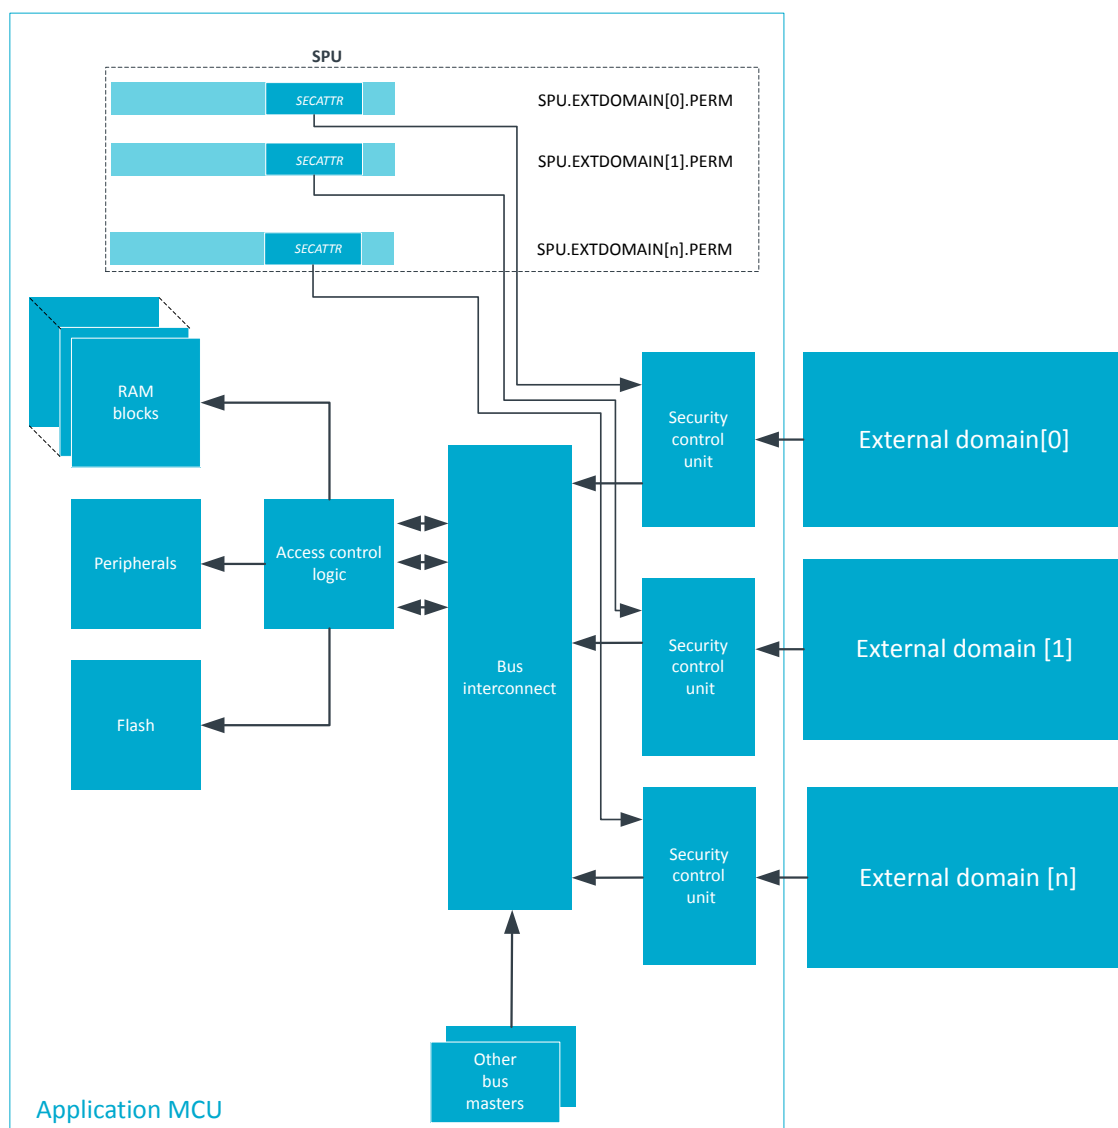 SPU
SECATTR
SPU.EXTDOMAIN[0].PERM
SECATTR
SPU.EXTDOMAIN[1].PERM
SECATTR
SPU.EXTDOMAIN[n].PERM
RAM
blocks
Security
control
unit
External domain[0]
Peripherals
Access control
logic
Bus
interconnect
Security
control
unit
External domain [1]
Flash
Security
control
unit
External domain [n]
Other
bus
masters
Application MCU